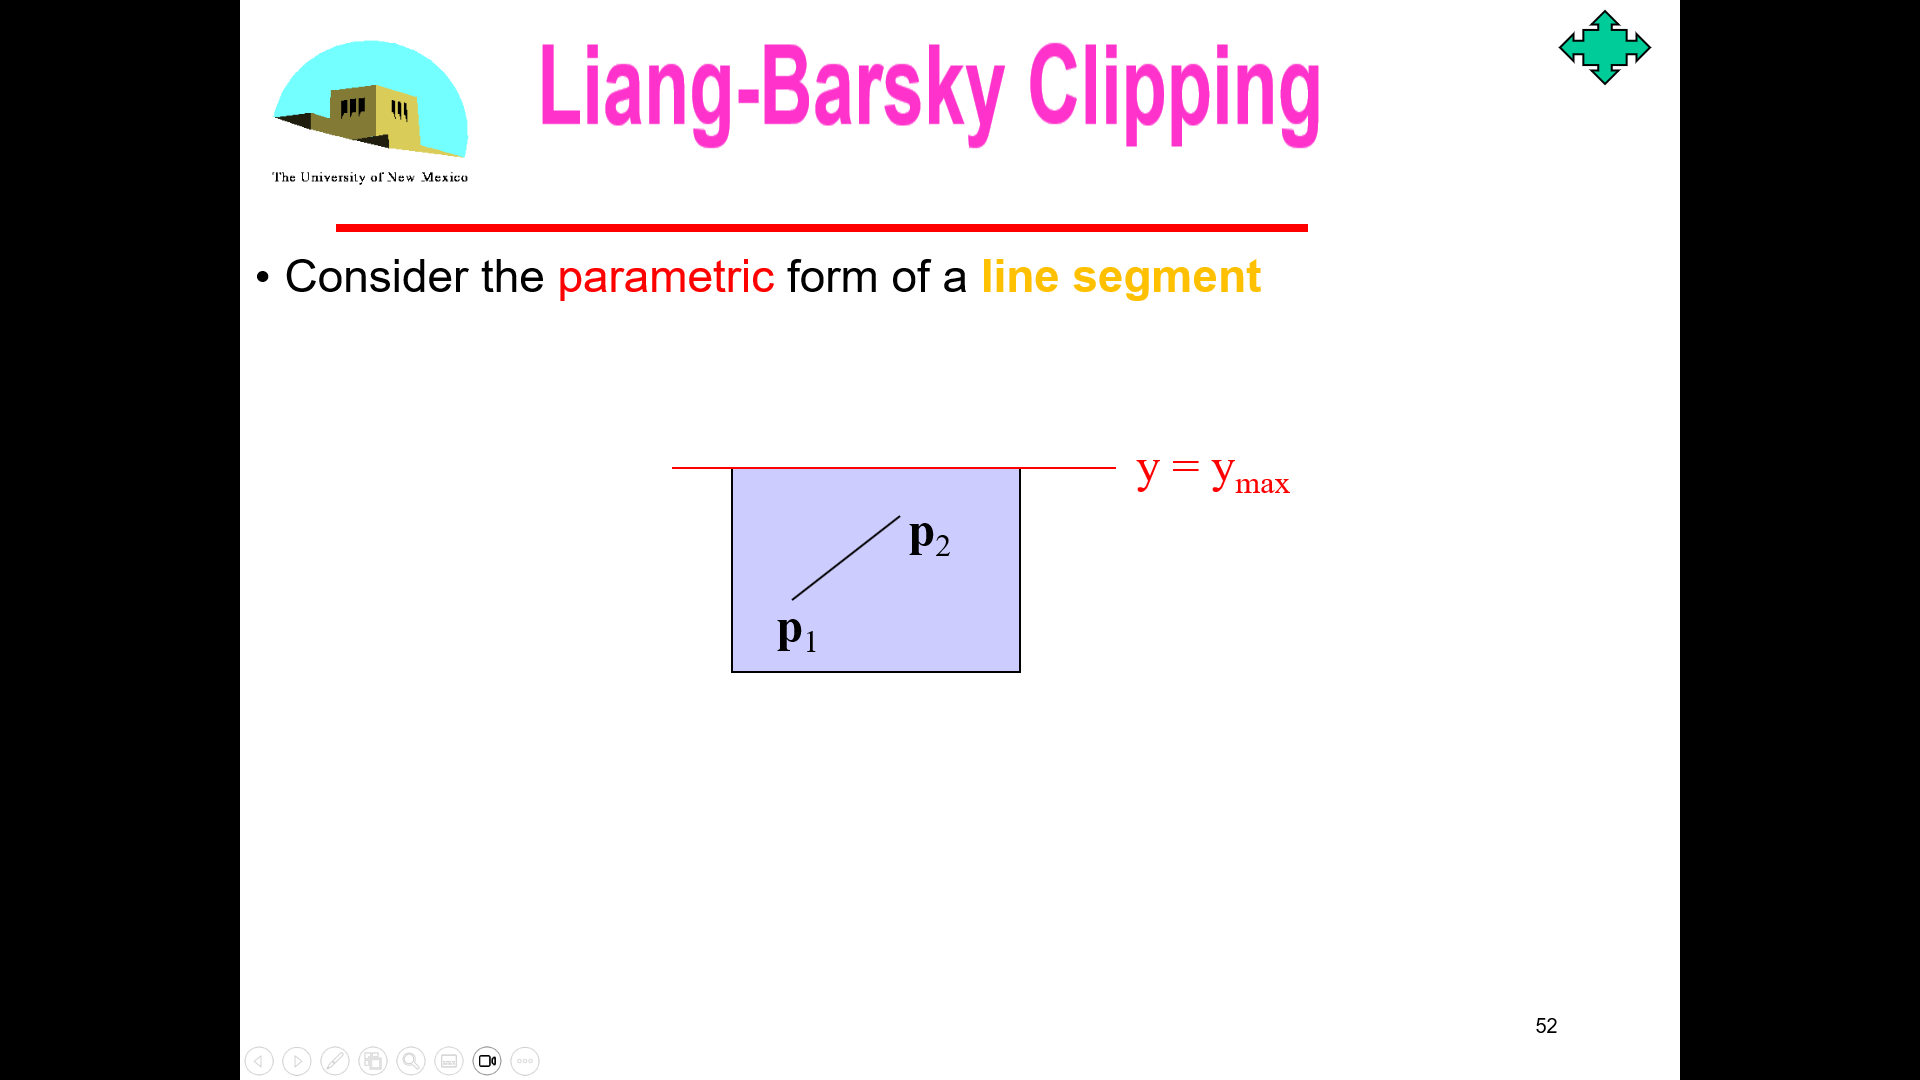 Liang-Barsky Clipping
The University of New Mexico
• Consider the parametric form of a line segment
y = ymax
p2
p1
52